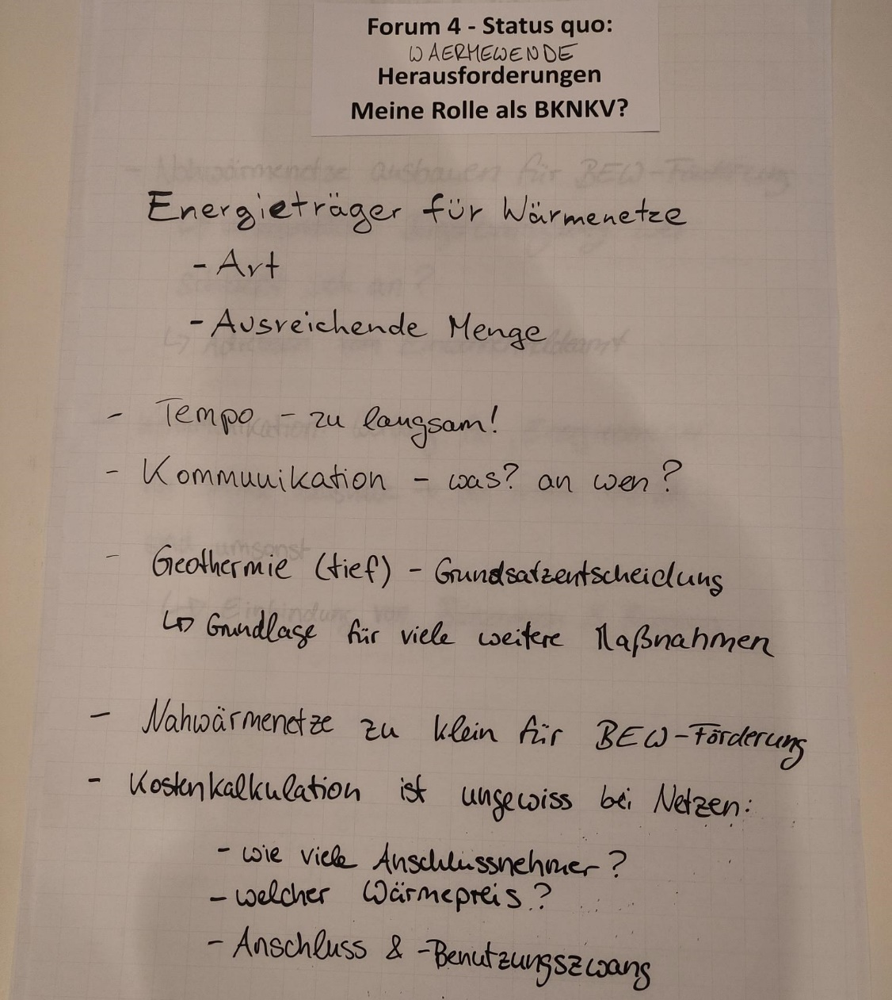 Forum 4 - Status quo:
WAERMEWENDE
Herausforderungen
Meine Rolle als BKNKV?
Energieträger für Wärmenetze
- Art
- Ausreichende Menge
- Tempo - zu langsam!
- Kommunikation - was? an wen?
- Geothermie (tief) - Grundsatzentscheidung
↳ Grundlage für viele weitere Maßnahmen
- Nahwärmenetze zu klein für BEW-Förderung
- Kostenkalkulation ist ungewiss bei Netzen:
- wie viele Anschlussnehmer?
- welcher Wärmepreis?
- Anschluss & -Benutzungszwang